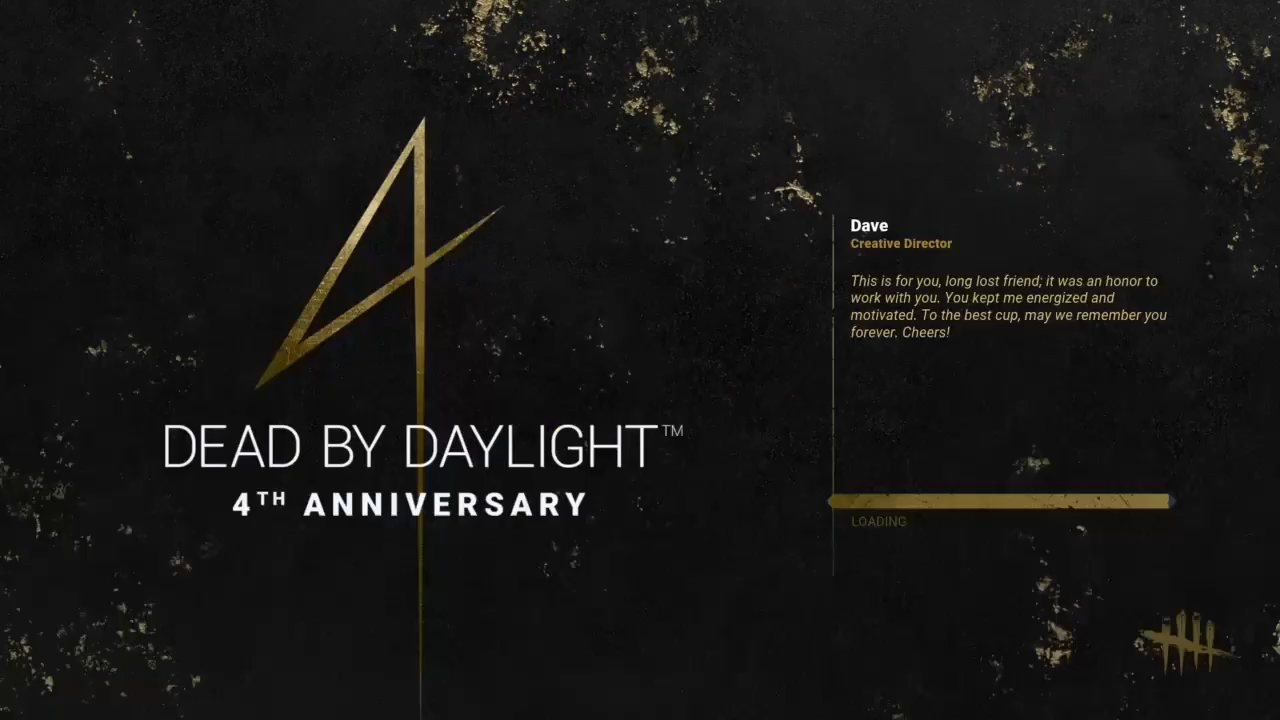 DEAD BY DAYLIGHT™
4TH ANNIVERSARY
Dave
Creative Director
This is for you, long lost friend; it was an honor to
work with you. You kept me energized and
motivated. To the best cup, may we remember you
forever. Cheers!
LOADING